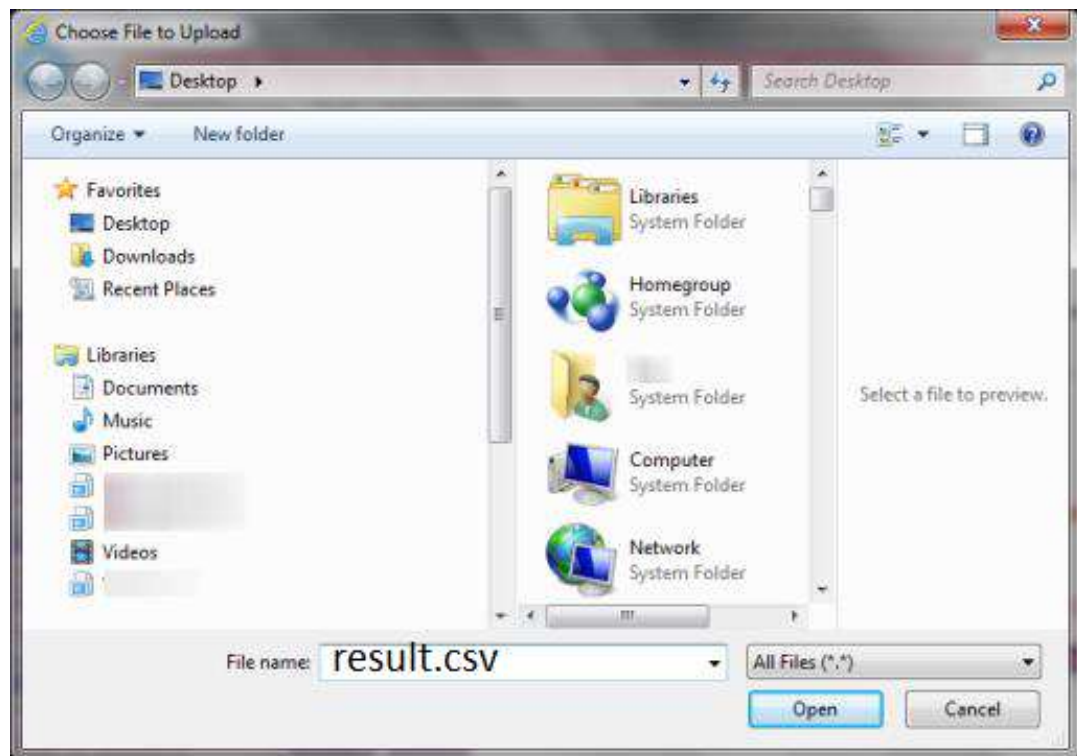 Choose File to Upload
Desktop
Search Desktop
Organize
New folder
Favorites
Desktop
Downloads
Recent Places
Libraries
Documents
Music
Pictures
Videos
Libraries
System Folder
Homegroup
System Folder
System Folder
Computer
System Folder
Network
System Folder
Select a file to preview.
File name: result.csv
All Files (*.*)
Open
Cancel